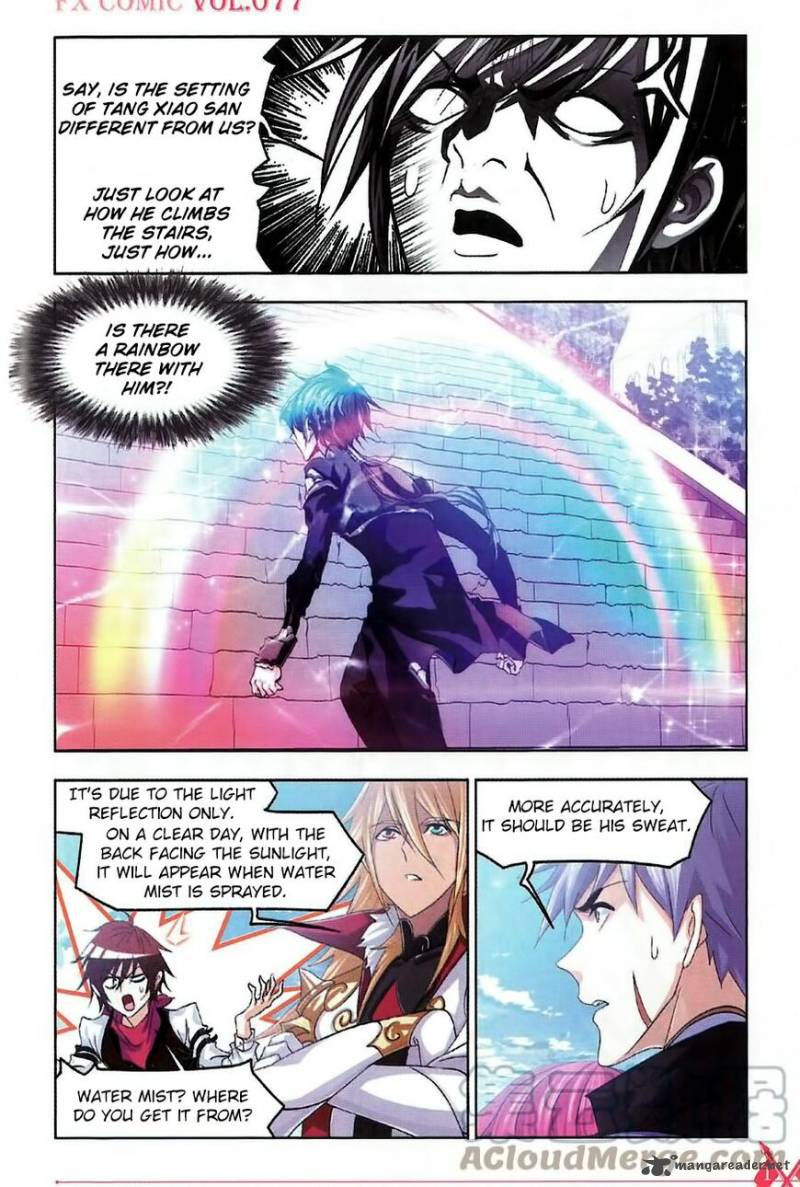 FX COMIC VOL.077
SAY, IS THE SETTING
OF TANG XIAO SAN
DIFFERENT FROM US?
JUST LOOK AT
HOW HE CLIMBS
THE STAIRS,
JUST HOW...
IS THERE
A RAINBOW
THERE WITH
HIM?!
IT'S DUE TO THE LIGHT
REFLECTION ONLY.
ON A CLEAR DAY, WITH THE
BACK FACING THE SUNLIGHT,
IT WILL APPEAR WHEN WATER
MIST IS SPRAYED.
WATER MIST? WHERE
DO YOU GET IT FROM?
MORE ACCURATELY,
IT SHOULD BE HIS SWEAT.
ACloudMerge.com
mangareader.net